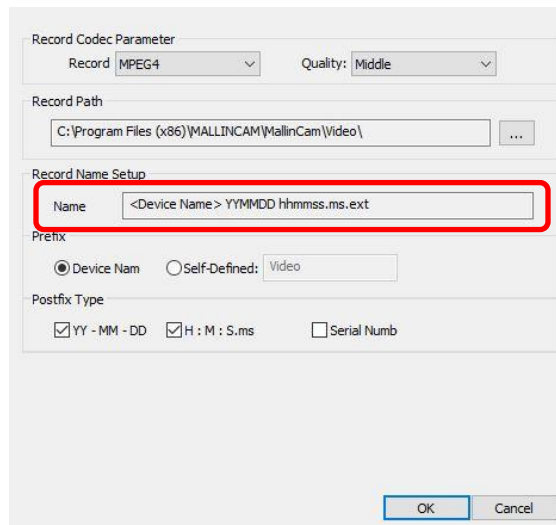 Record Codec Parameter
Record MPEG4 Quality: Middle
Record Path
C:\Program Files (x86)\MALLINCAM\MallinCam\Video\ ...
Record Name Setup
Name <Device Name> YYMMDD hhmmss.ms.ext
Prefix
Device Nam Self-Defined: Video
Postfix Type
YY - MM - DD H : M : S.ms Serial Numb
OK Cancel